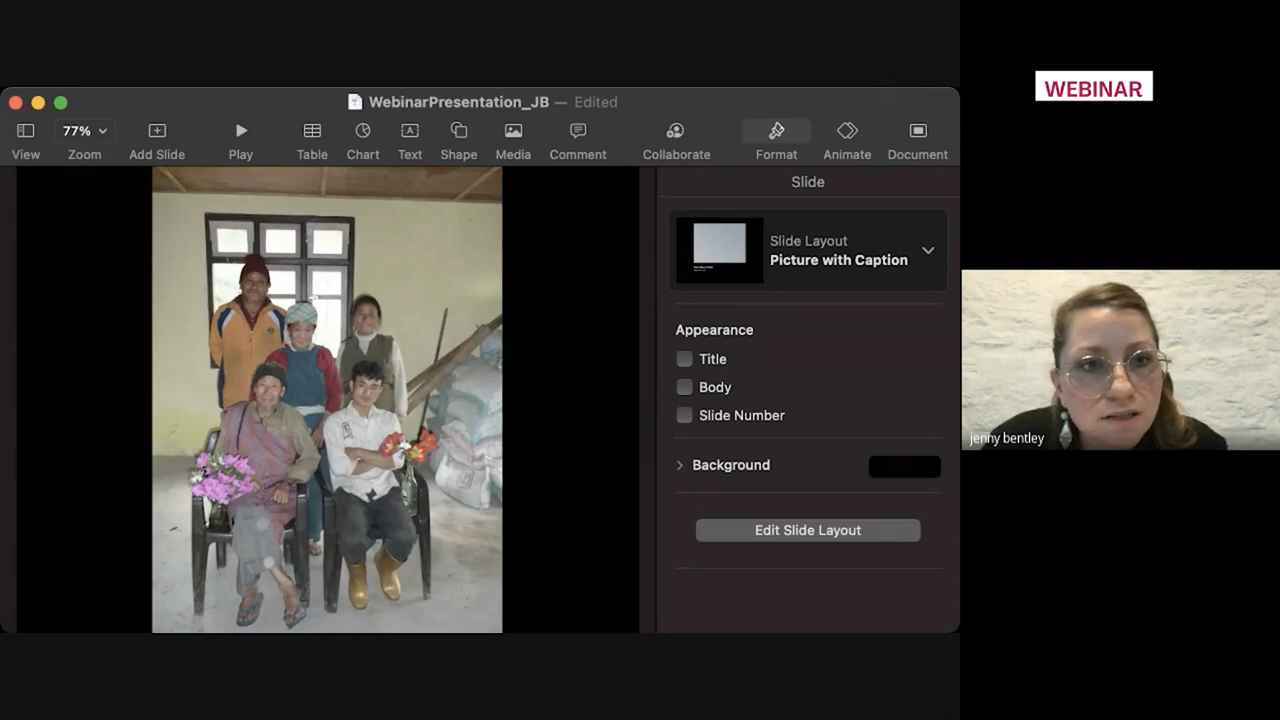 WebinarPresentation_JB — Edited
WEBINAR
77%
View
Zoom
Add Slide
Play
Table
Chart
Text
Shape
Media
Comment
Collaborate
Format
Animate
Document
Slide
Slide Layout
Picture with Caption
Appearance
Title
Body
Slide Number
Background
Edit Slide Layout
jenny bentley